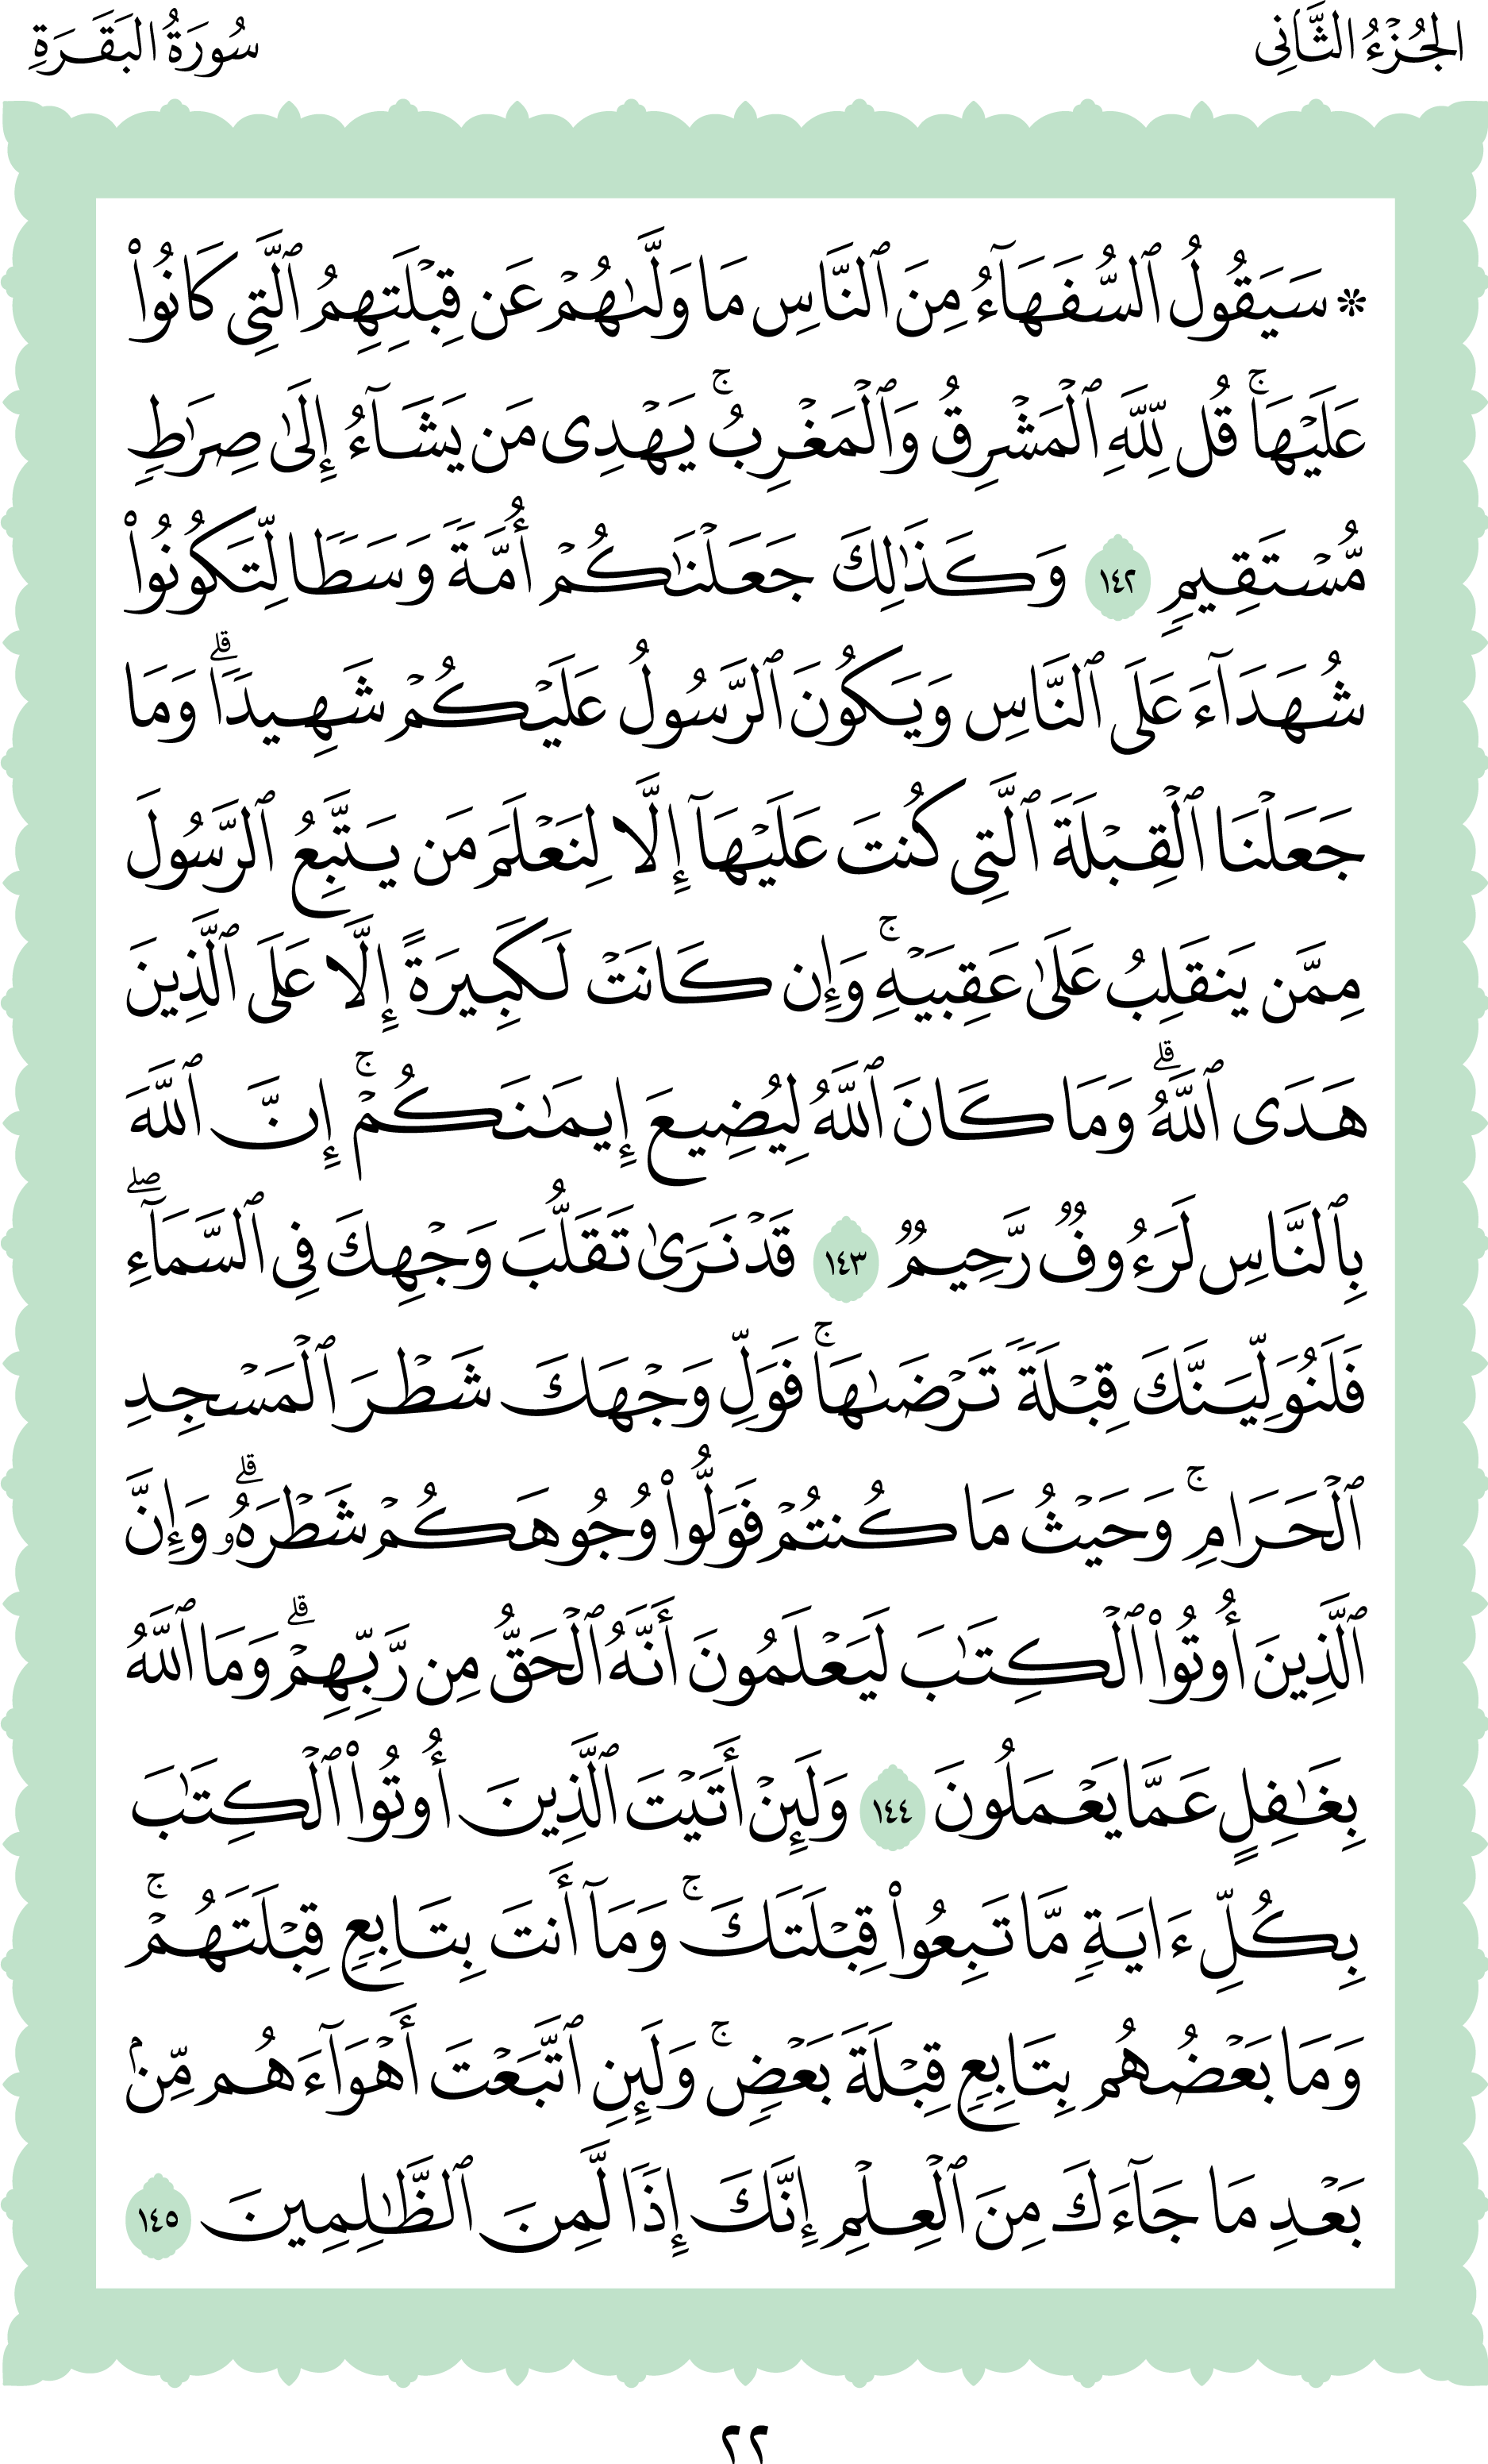 الجُزْءُ الثَّانِى
سُورَةُ البَقَرَةِ
۞ سَيَقُولُ ٱلسُّفَهَآءُ مِنَ ٱلنَّاسِ مَا وَلَّىٰهُمْ عَن قِبْلَتِهِمُ ٱلَّتِى كَانُوا۟
عَلَيْهَا ۚ قُل لِّلَّهِ ٱلْمَشْرِقُ وَٱلْمَغْرِبُ ۚ يَهْدِى مَن يَشَآءُ إِلَىٰ صِرَٰطٍ
مُّسْتَقِيمٍ ١٤٢ وَكَذَٰلِكَ جَعَلْنَٰكُمْ أُمَّةً وَسَطًا لِّتَكُونُوا۟
شُهَدَآءَ عَلَى ٱلنَّاسِ وَيَكُونَ ٱلرَّسُولُ عَلَيْكُمْ شَهِيدًا ۗ وَمَا
جَعَلْنَا ٱلْقِبْلَةَ ٱلَّتِى كُنتَ عَلَيْهَآ إِلَّا لِنَعْلَمَ مَن يَتَّبِعُ ٱلرَّسُولَ
مِمَّن يَنقَلِبُ عَلَىٰ عَقِبَيْهِ ۚ وَإِن كَانَتْ لَكَبِيرَةً إِلَّا عَلَى ٱلَّذِينَ
هَدَى ٱللَّهُ ۗ وَمَا كَانَ ٱللَّهُ لِيُضِيعَ إِيمَٰنَكُمْ ۚ إِنَّ ٱللَّهَ
بِٱلنَّاسِ لَرَءُوفٌ رَّحِيمٌ ١٤٣ قَدْ نَرَىٰ تَقَلُّبَ وَجْهِكَ فِى ٱلسَّمَآءِ ۖ
فَلَنُوَلِّيَنَّكَ قِبْلَةً تَرْضَىٰهَا ۚ فَوَلِّ وَجْهَكَ شَطْرَ ٱلْمَسْجِدِ
ٱلْحَرَامِ ۚ وَحَيْثُ مَا كُنتُمْ فَوَلُّوا۟ وُجُوهَكُمْ شَطْرَهُۥ ۗ وَإِنَّ
ٱلَّذِينَ أُوتُوا۟ ٱلْكِتَٰبَ لَيَعْلَمُونَ أَنَّهُ ٱلْحَقُّ مِن رَّبِّهِمْ ۗ وَمَا ٱللَّهُ
بِغَٰفِلٍ عَمَّا يَعْمَلُونَ ١٤٤ وَلَئِنْ أَتَيْتَ ٱلَّذِينَ أُوتُوا۟ ٱلْكِتَٰبَ
بِكُلِّ ءَايَةٍ مَّا تَبِعُوا۟ قِبْلَتَكَ ۚ وَمَآ أَنتَ بِتَابِعٍ قِبْلَتَهُمْ ۚ
وَمَا بَعْضُهُم بِتَابِعٍ قِبْلَةَ بَعْضٍ ۚ وَلَئِنِ ٱتَّبَعْتَ أَهْوَآءَهُم مِّنۢ
بَعْدِ مَا جَآءَكَ مِنَ ٱلْعِلْمِ إِنَّكَ إِذًا لَّمِنَ ٱلظَّٰلِمِينَ ١٤٥
٢٢